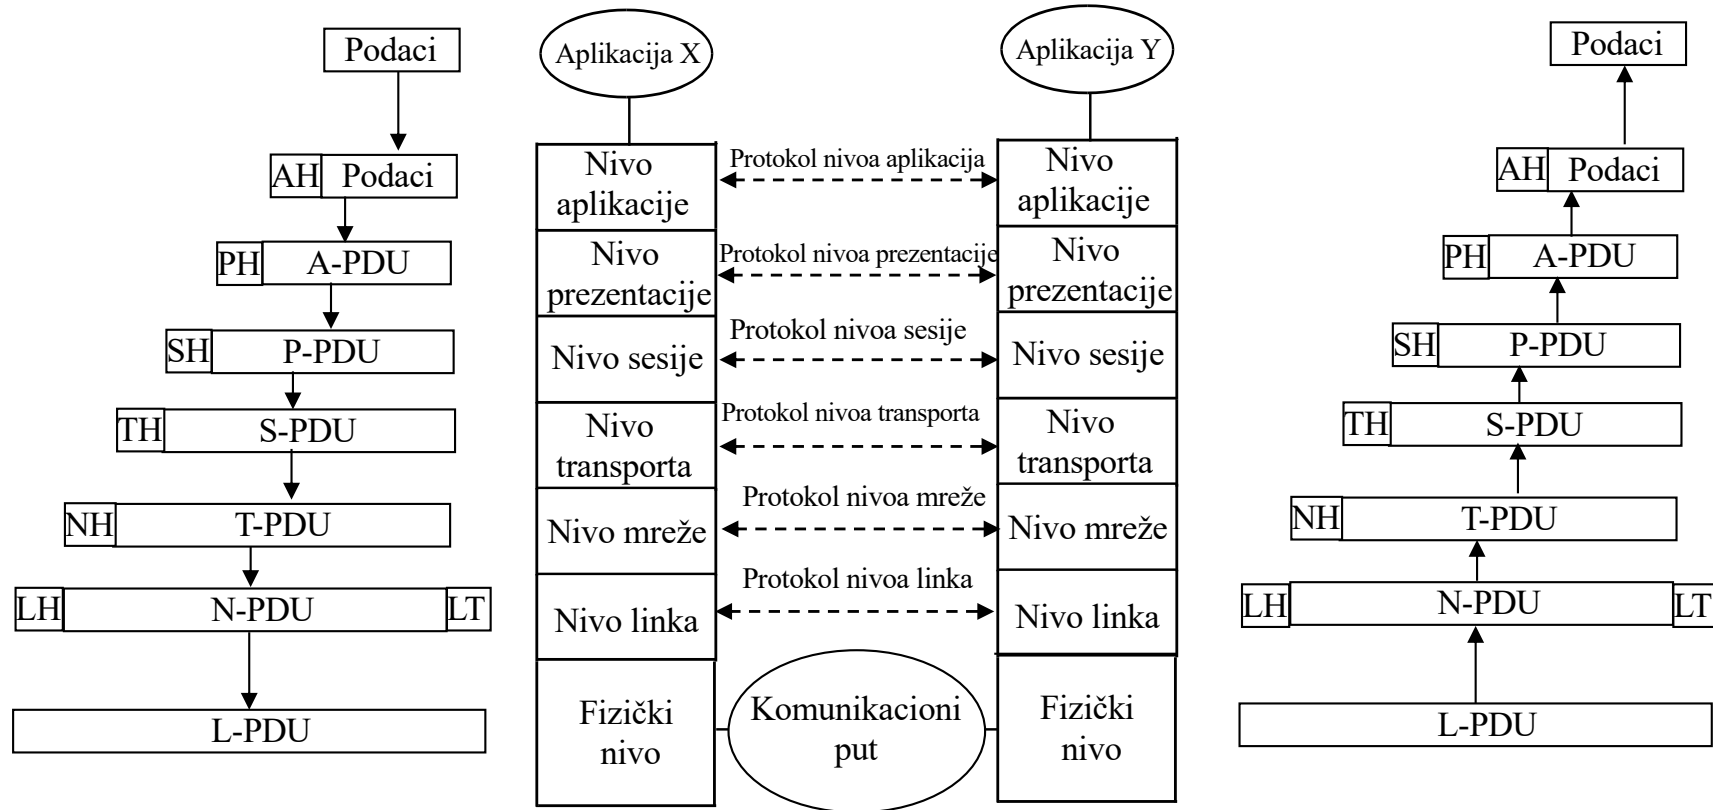 Podaci
AH Podaci
PH A-PDU
SH P-PDU
TH S-PDU
NH T-PDU
LH N-PDU LT
L-PDU
Aplikacija X
Nivo
aplikacije
Nivo
prezentacije
Nivo sesije
Nivo
transporta
Nivo mreže
Nivo linka
Fizički
nivo
Protokol nivoa aplikacija
Protokol nivoa prezentacije
Protokol nivoa sesije
Protokol nivoa transporta
Protokol nivoa mreže
Protokol nivoa linka
Komunikacioni
put
Aplikacija Y
Nivo
aplikacije
Nivo
prezentacije
Nivo sesije
Nivo
transporta
Nivo mreže
Nivo linka
Fizički
nivo
Podaci
AH Podaci
PH A-PDU
SH P-PDU
TH S-PDU
NH T-PDU
LH N-PDU LT
L-PDU